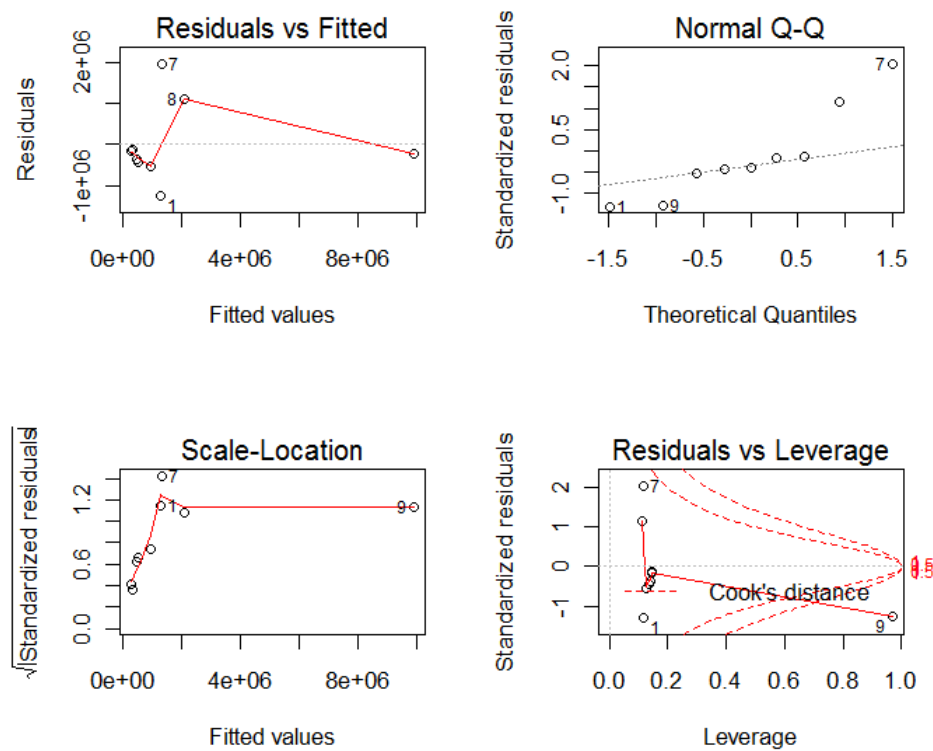 Residuals vs Fitted
Residuals
2e+06
-1e+06
7
8
1
0e+00 4e+06 8e+06
Fitted values
Normal Q-Q
Standardized residuals
2.0
0.5
-1.0
7
1
9
-1.5 -0.5 0.5 1.5
Theoretical Quantiles
Scale-Location
√|Standardized residuals|
1.2
0.6
0.0
7
1
9
0e+00 4e+06 8e+06
Fitted values
Residuals vs Leverage
Standardized residuals
2
1
0
-1
7
1
9
Cook's distance
0.0 0.2 0.4 0.6 0.8 1.0
Leverage